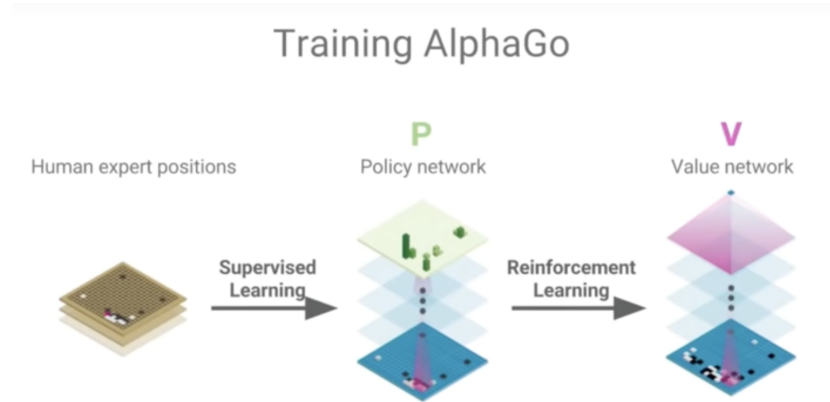 Training AlphaGo
P
V
Human expert positions
Policy network
Value network
Supervised
Learning
Reinforcement
Learning